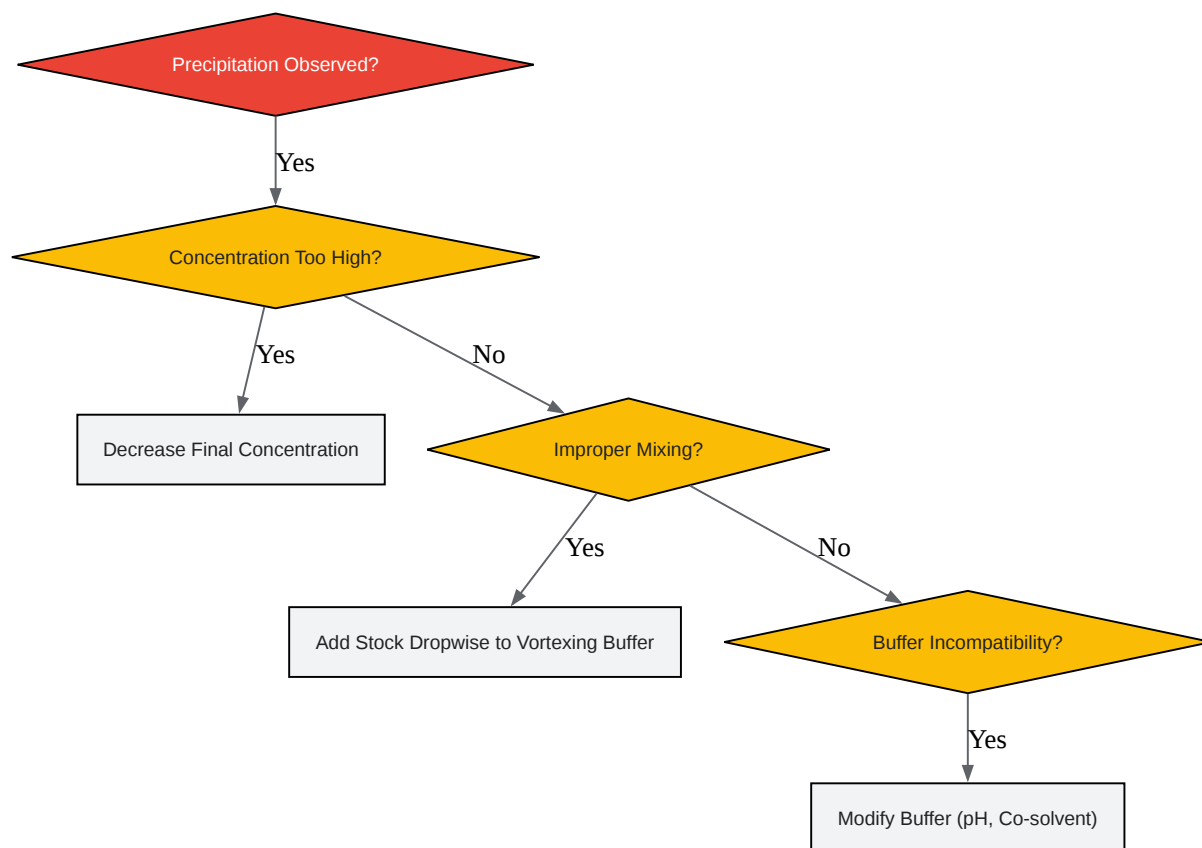 Precipitation Observed?
Yes
Concentration Too High?
Yes
No
Decrease Final Concentration
Improper Mixing?
Yes
No
Add Stock Dropwise to Vortexing Buffer
Buffer Incompatibility?
Yes
Modify Buffer (pH, Co-solvent)